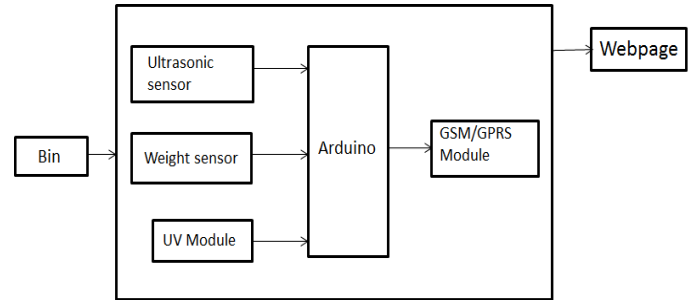 Bin
Ultrasonic
sensor
Weight sensor
UV Module
Arduino
GSM/GPRS
Module
Webpage